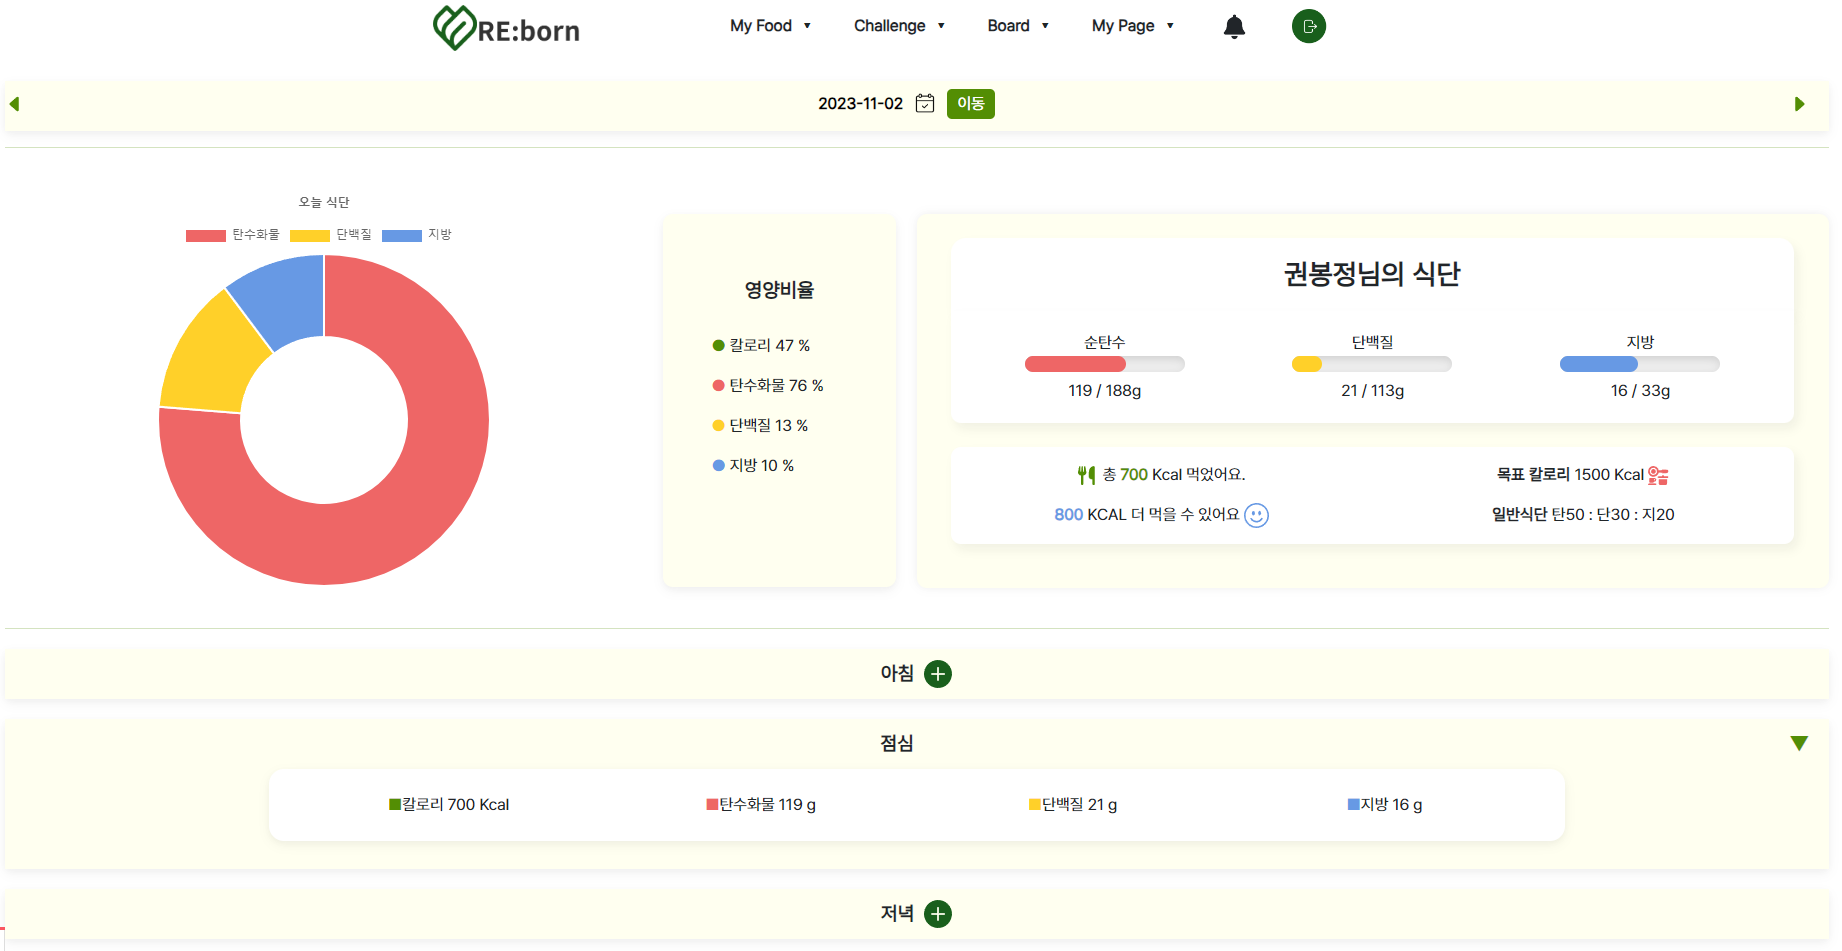 RE:born
My Food
Challenge
Board
My Page
2023-11-02 이동
오늘 식단
탄수화물 단백질 지방
영양비율
칼로리 47 %
탄수화물 76 %
단백질 13 %
지방 10 %
권봉정님의 식단
순탄수
119 / 188g
단백질
21 / 113g
지방
16 / 33g
총 700 Kcal 먹었어요.
800 KCAL 더 먹을 수 있어요
목표 칼로리 1500 Kcal
일반식단 탄50 : 단30 : 지20
아침
점심
칼로리 700 Kcal
탄수화물 119 g
단백질 21 g
지방 16 g
저녁